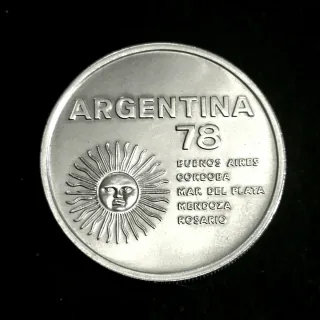 ARGENTINA
78
BUENOS AIRES
CORDOBA
MAR DEL PLATA
MENDOZA
ROSARIO